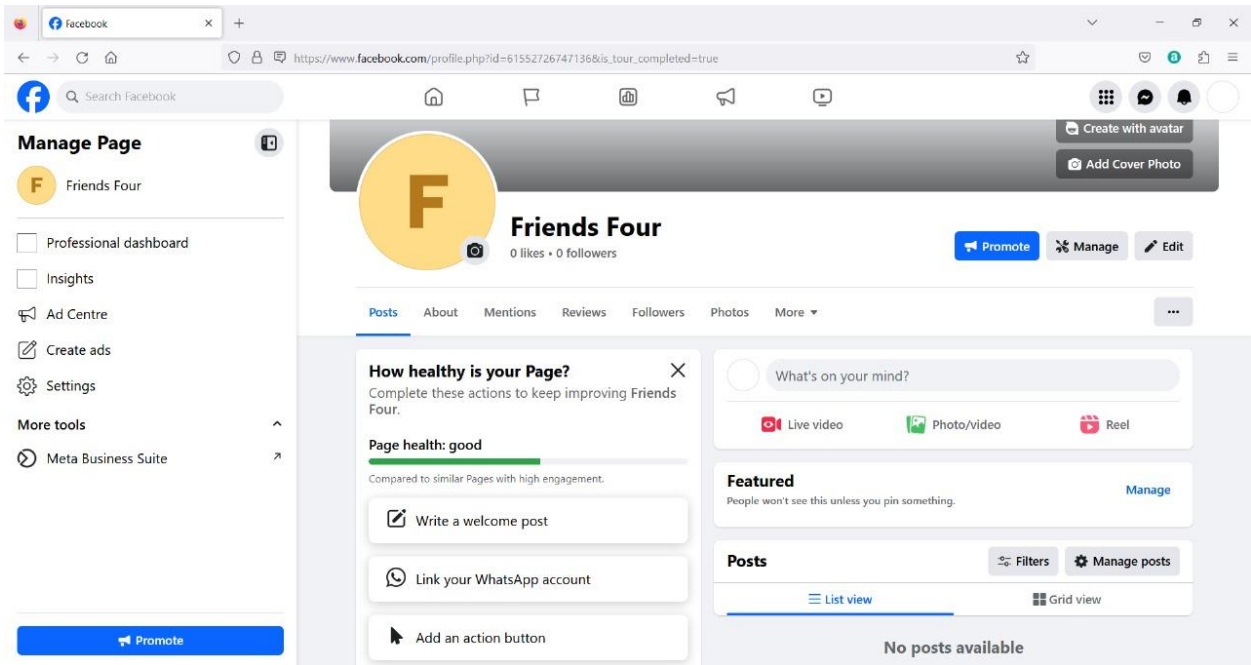 Facebook
https://www.facebook.com/profile.php?id=61552726747136&is_tour_completed=true
Search Facebook
Manage Page
F Friends Four
Professional dashboard
Insights
Ad Centre
Create ads
Settings
More tools
Meta Business Suite
Promote
Create with avatar
Add Cover Photo
F
Friends Four
0 likes • 0 followers
Promote Manage Edit
Posts About Mentions Reviews Followers Photos More
How healthy is your Page?
Complete these actions to keep improving Friends
Four.
Page health: good
Compared to similar Pages with high engagement.
Write a welcome post
Link your WhatsApp account
Add an action button
What's on your mind?
Live video Photo/video Reel
Featured
People won't see this unless you pin something.
Manage
Posts Filters Manage posts
List view Grid view
No posts available